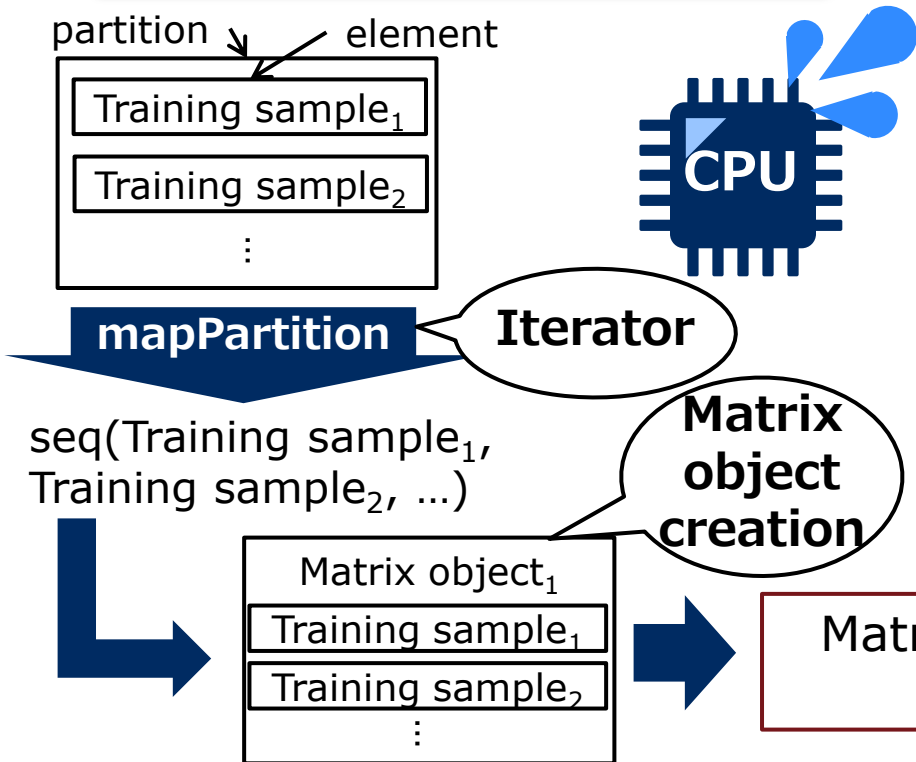 partition element
Training sample₁
Training sample₂
⋮
CPU
mapPartition
Iterator
seq(Training sample₁,
Training sample₂, …)
Matrix
object
creation
Matrix object₁
Training sample₁
Training sample₂
⋮
Matr